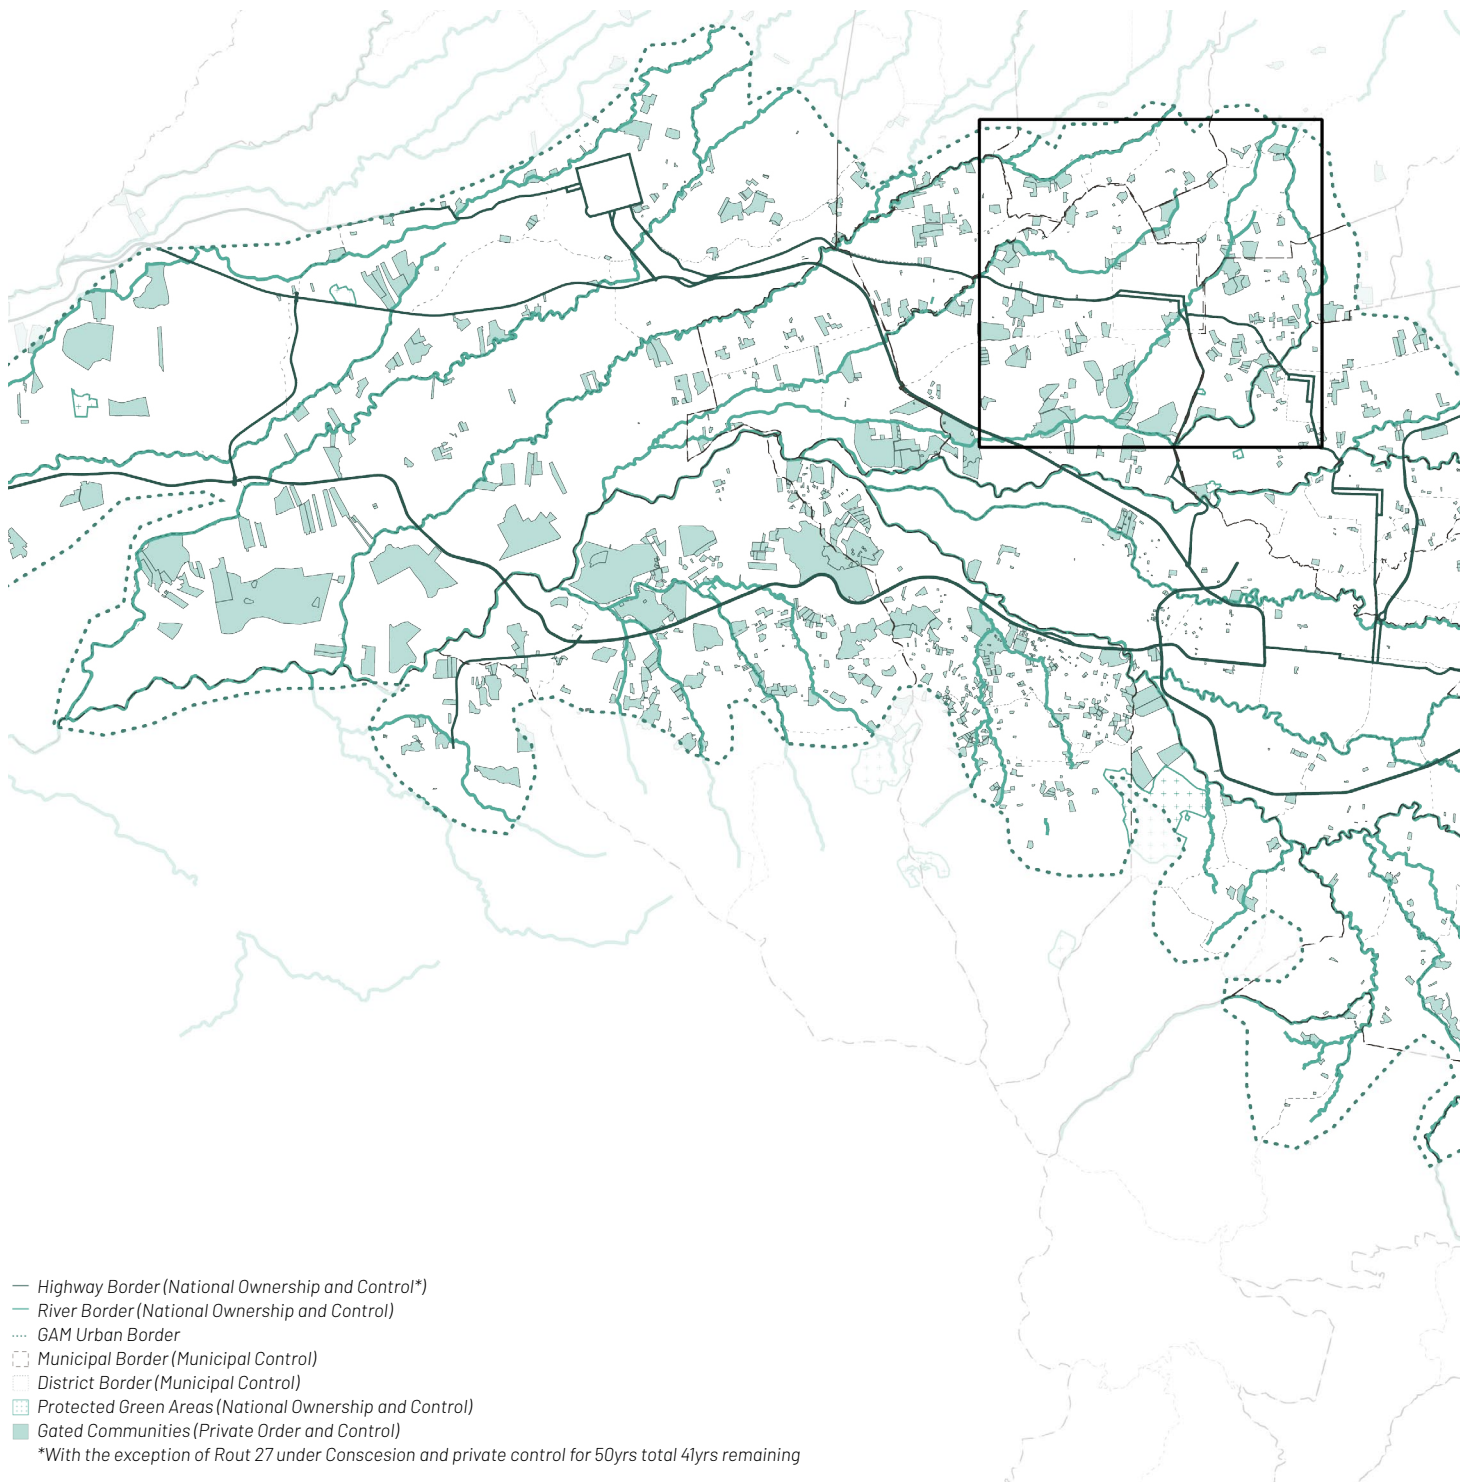 Highway Border (National Ownership and Control*)
River Border (National Ownership and Control)
GAM Urban Border
Municipal Border (Municipal Control)
District Border (Municipal Control)
Protected Green Areas (National Ownership and Control)
Gated Communities (Private Order and Control)
*With the exception of Rout 27 under Conscesion and private control for 50yrs total 41yrs remaining